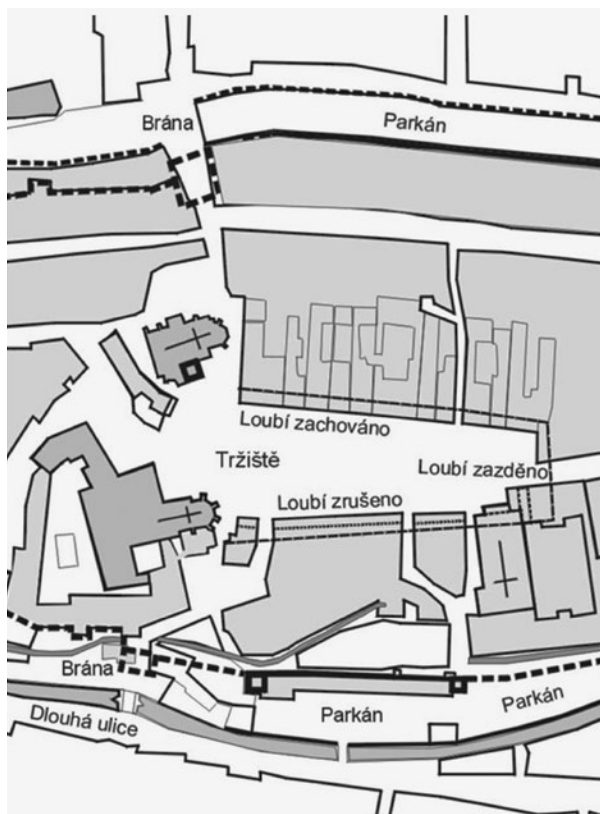 Brána
Parkán
Loubí zachováno
Tržiště
Loubí zazděno
Loubí zrušeno
Brána
Parkán
Parkán
Dlouhá ulice